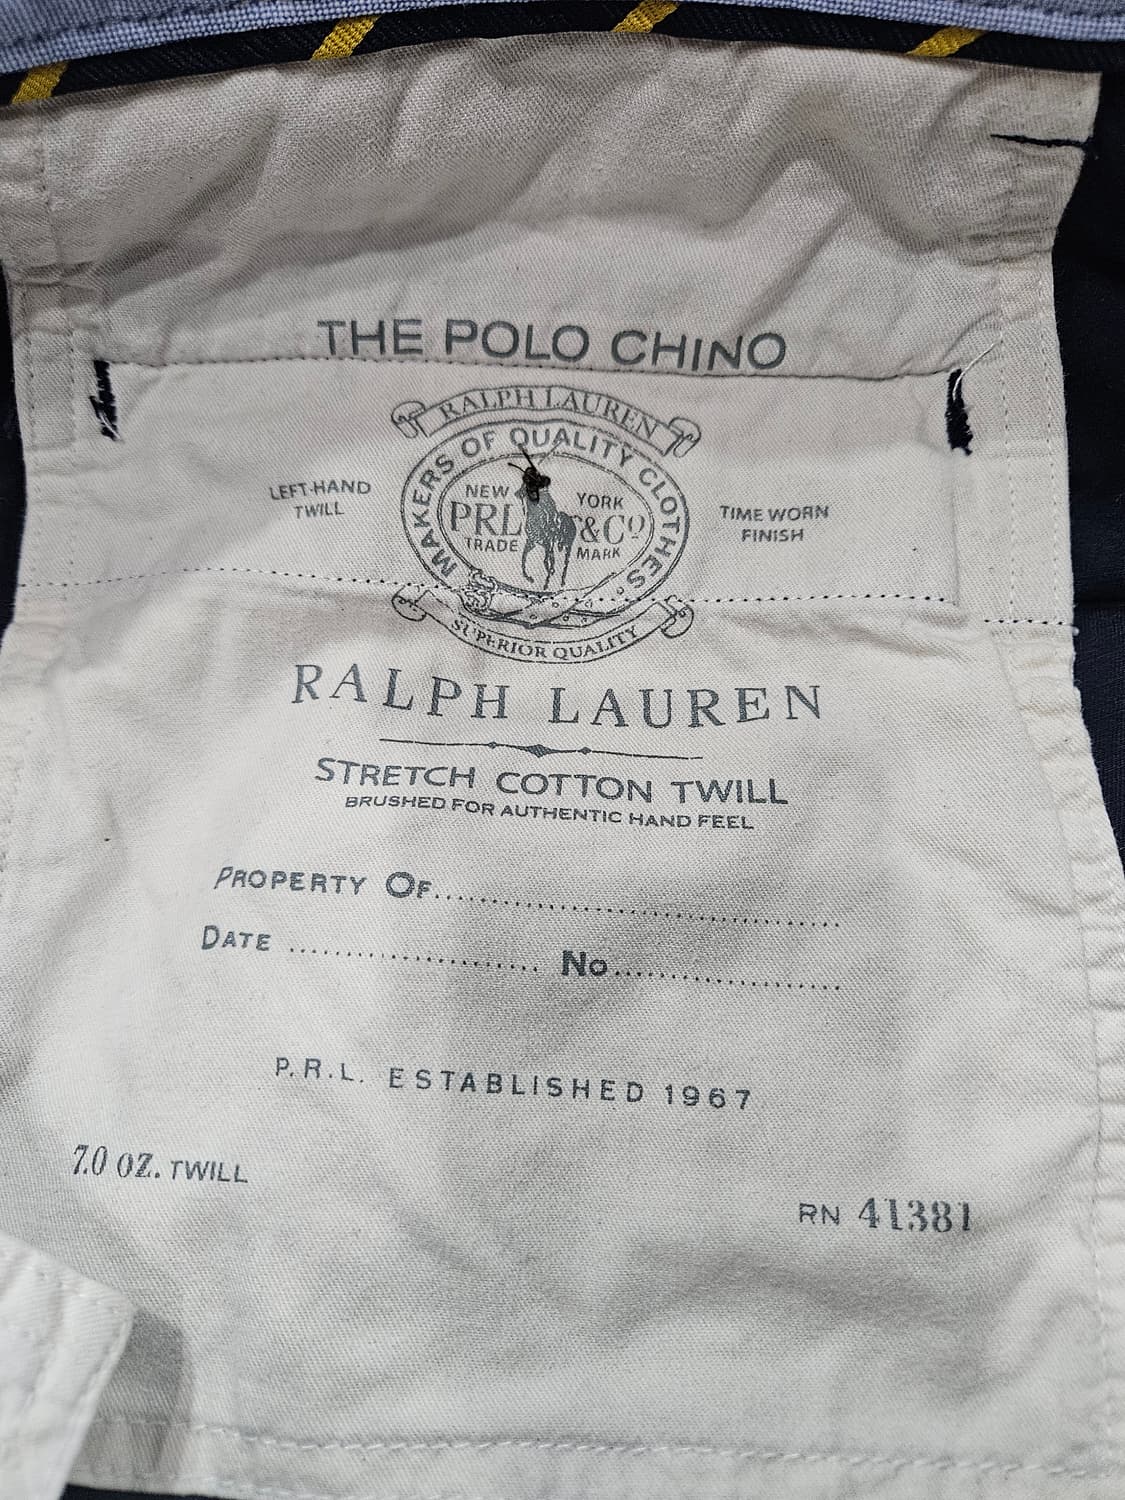 THE POLO CHINO
RALPH LAUREN
MAKERS OF QUALITY CLOTHES.
NEW YORK
PRL &Co
TRADE MARK
LEFT-HAND
TWILL
TIME WORN
FINISH
SUPERIOR QUALITY
RALPH LAUREN
STRETCH COTTON TWILL
BRUSHED FOR AUTHENTIC HAND FEEL
PROPERTY OF
DATE No
P.R.L. ESTABLISHED 1967
7.0 OZ. TWILL
RN 41381